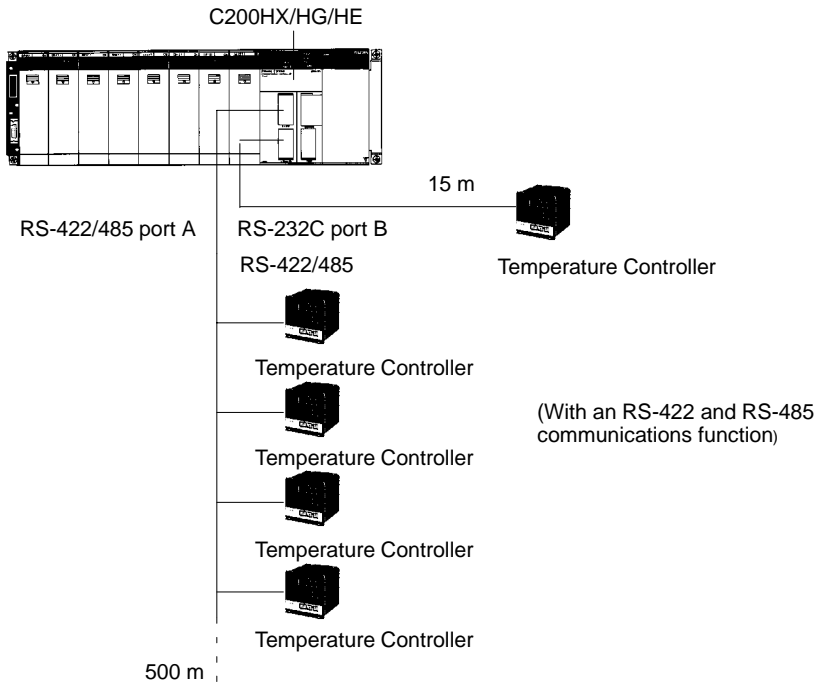 C200HX/HG/HE
15 m
RS-422/485 port A
RS-232C port B
RS-422/485
Temperature Controller
Temperature Controller
Temperature Controller
(With an RS-422 and RS-485
communications function)
Temperature Controller
Temperature Controller
500 m